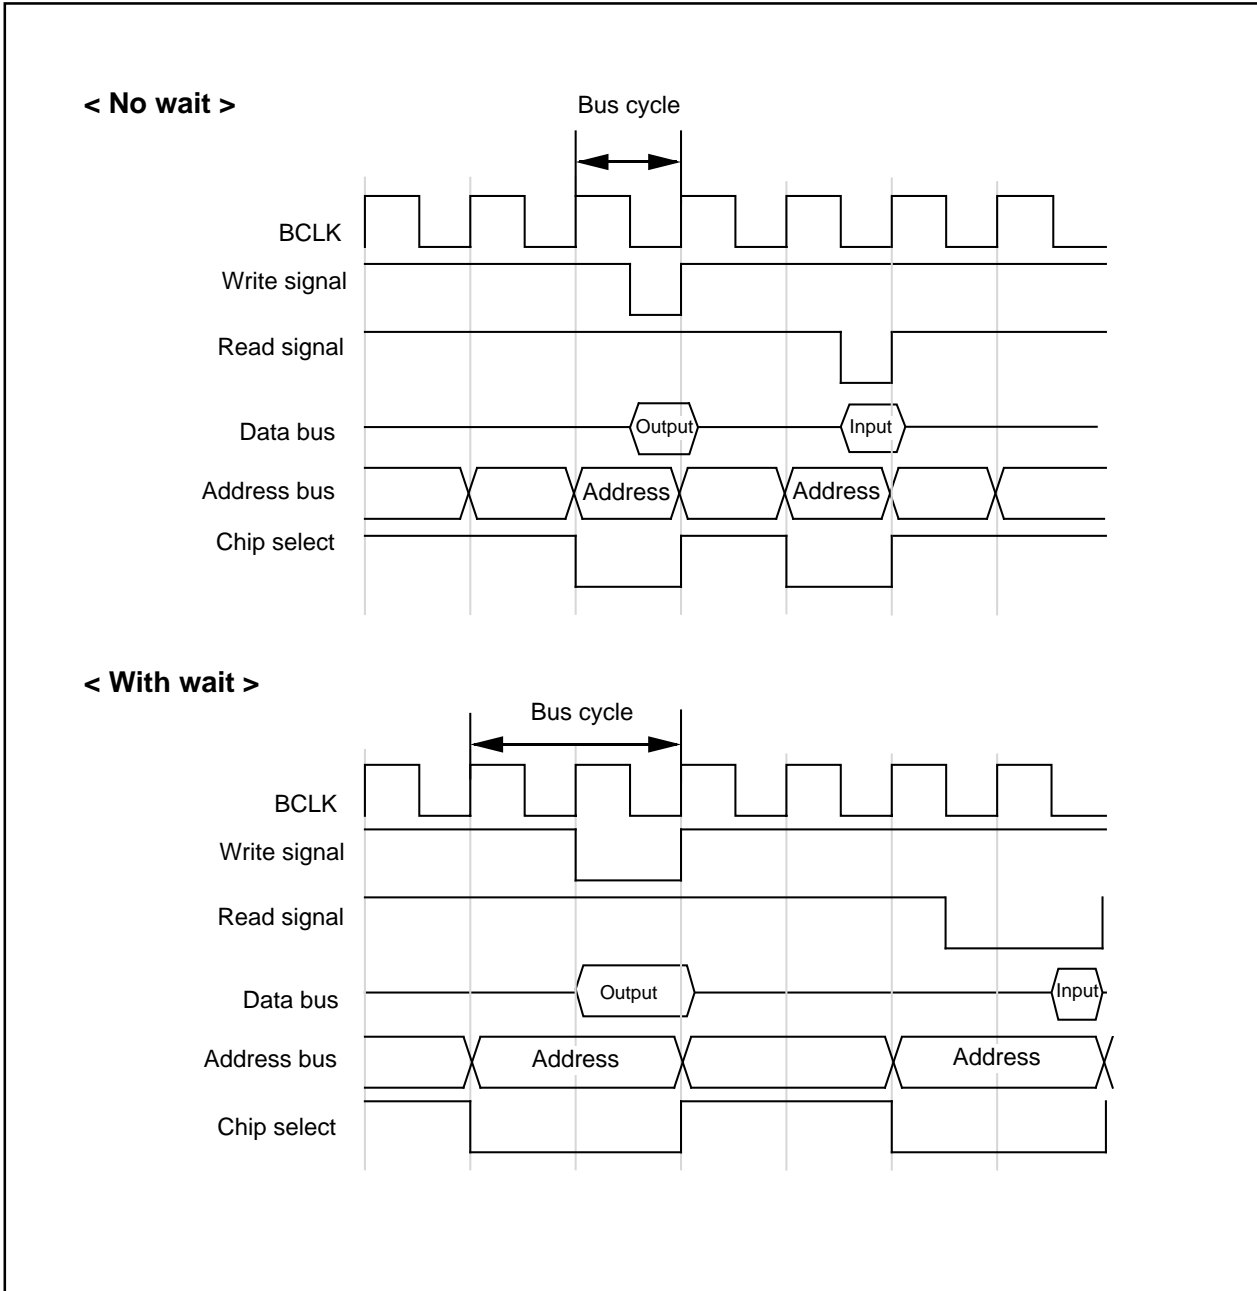 < No wait >
Bus cycle
BCLK
Write signal
Read signal
Data bus
Output
Input
Address bus
Address
Address
Chip select
< With wait >
Bus cycle
BCLK
Write signal
Read signal
Data bus
Output
Input
Address bus
Address
Address
Chip select